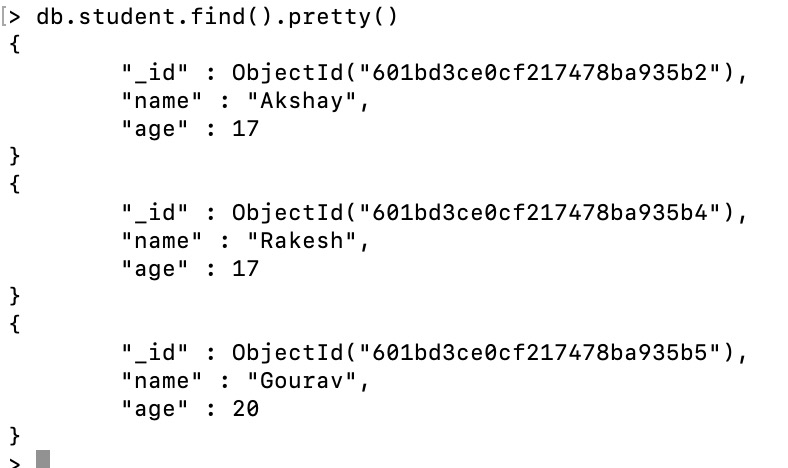 [> db.student.find().pretty()
{
"_id" : ObjectId("601bd3ce0cf217478ba935b2"),
"name" : "Akshay",
"age" : 17
}
{
"_id" : ObjectId("601bd3ce0cf217478ba935b4"),
"name" : "Rakesh",
"age" : 17
}
{
"_id" : ObjectId("601bd3ce0cf217478ba935b5"),
"name" : "Gourav",
"age" : 20
}
>